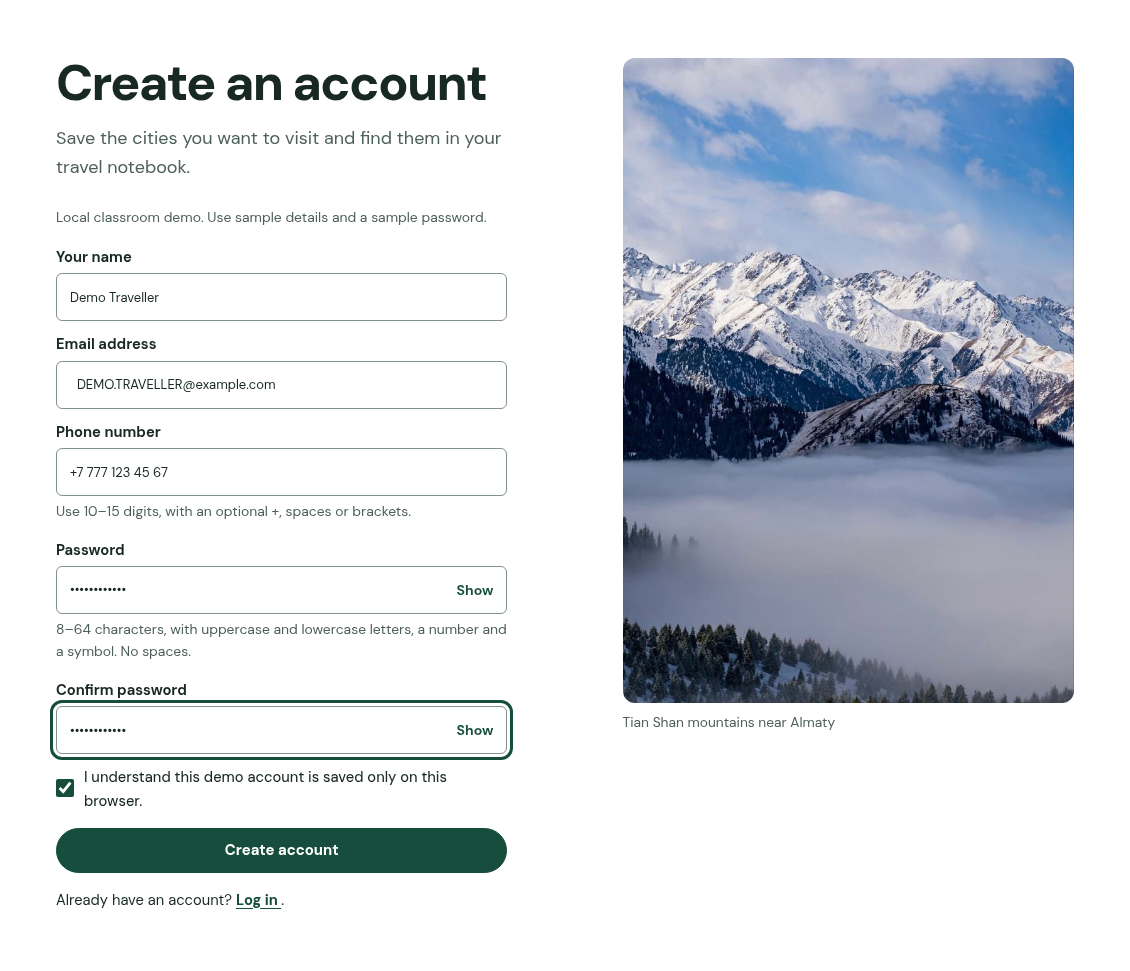 Create an account
Save the cities you want to visit and find them in your
travel notebook.
Local classroom demo. Use sample details and a sample password.
Your name
Demo Traveller
Email address
DEMO.TRAVELLER@example.com
Phone number
+7 777 123 45 67
Use 10–15 digits, with an optional +, spaces or brackets.
Password
•••••••••••• Show
8–64 characters, with uppercase and lowercase letters, a number and
a symbol. No spaces.
Confirm password
•••••••••••• Show
I understand this demo account is saved only on this
browser.
Create account
Already have an account? Log in .
Tian Shan mountains near Almaty